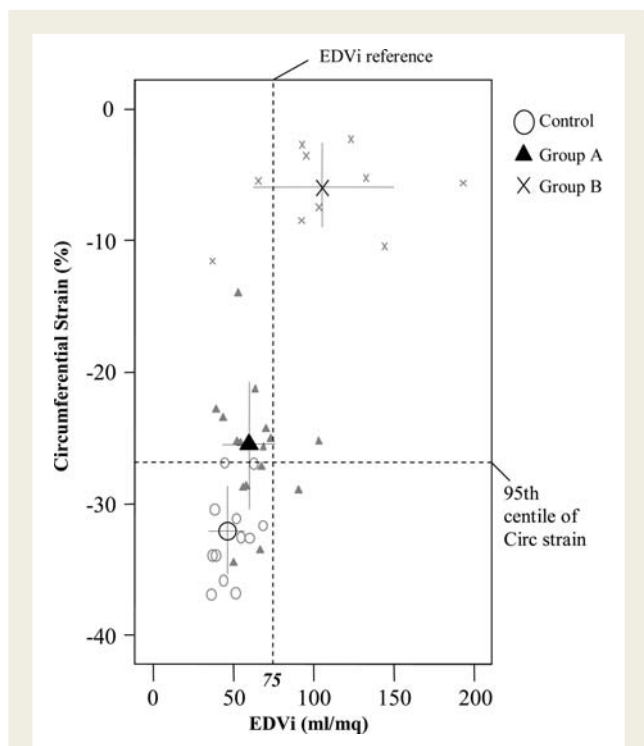 EDVi reference
0
-10
-20
-30
-40
Circumferential Strain (%)
Control
Group A
Group B
95th
centile of
Circ strain
0
50
75
100
150
200
EDVi (ml/mq)